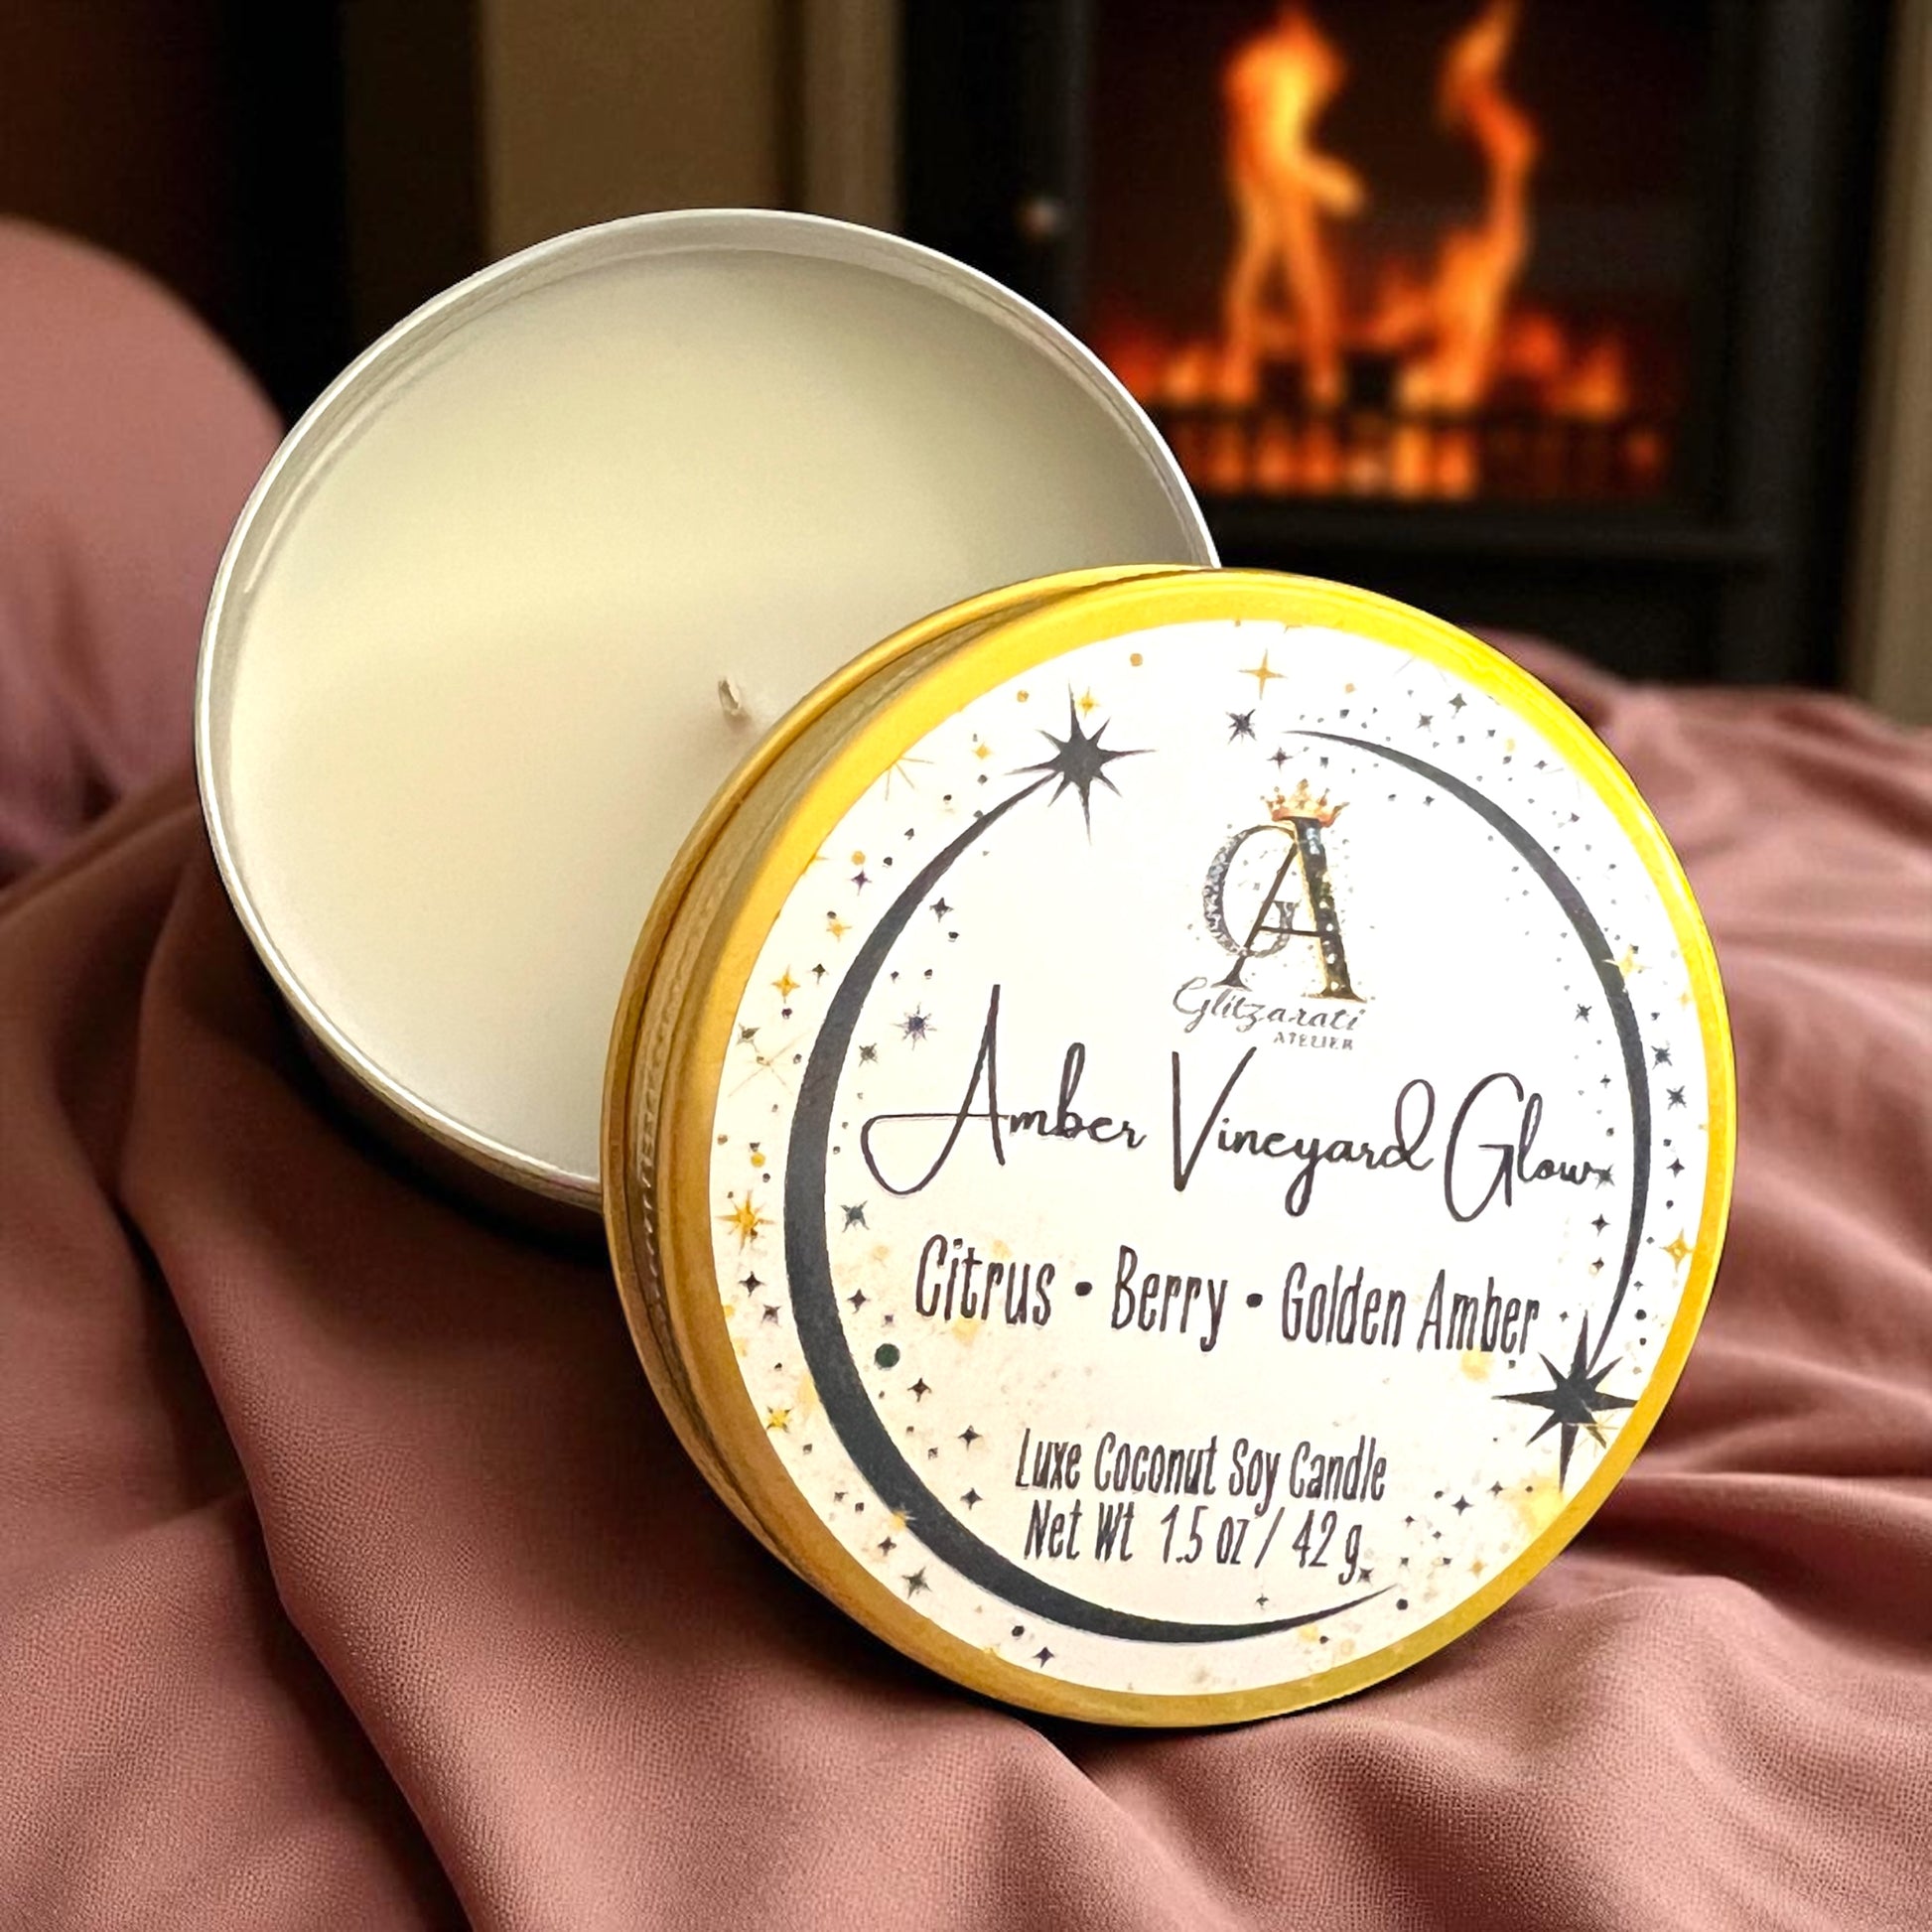 GA
Glitzarati
ATELIER
Amber Vineyard Glow
Citrus • Berry • Golden Amber
Luxe Coconut Soy Candle
Net Wt 1.5 oz / 42 g